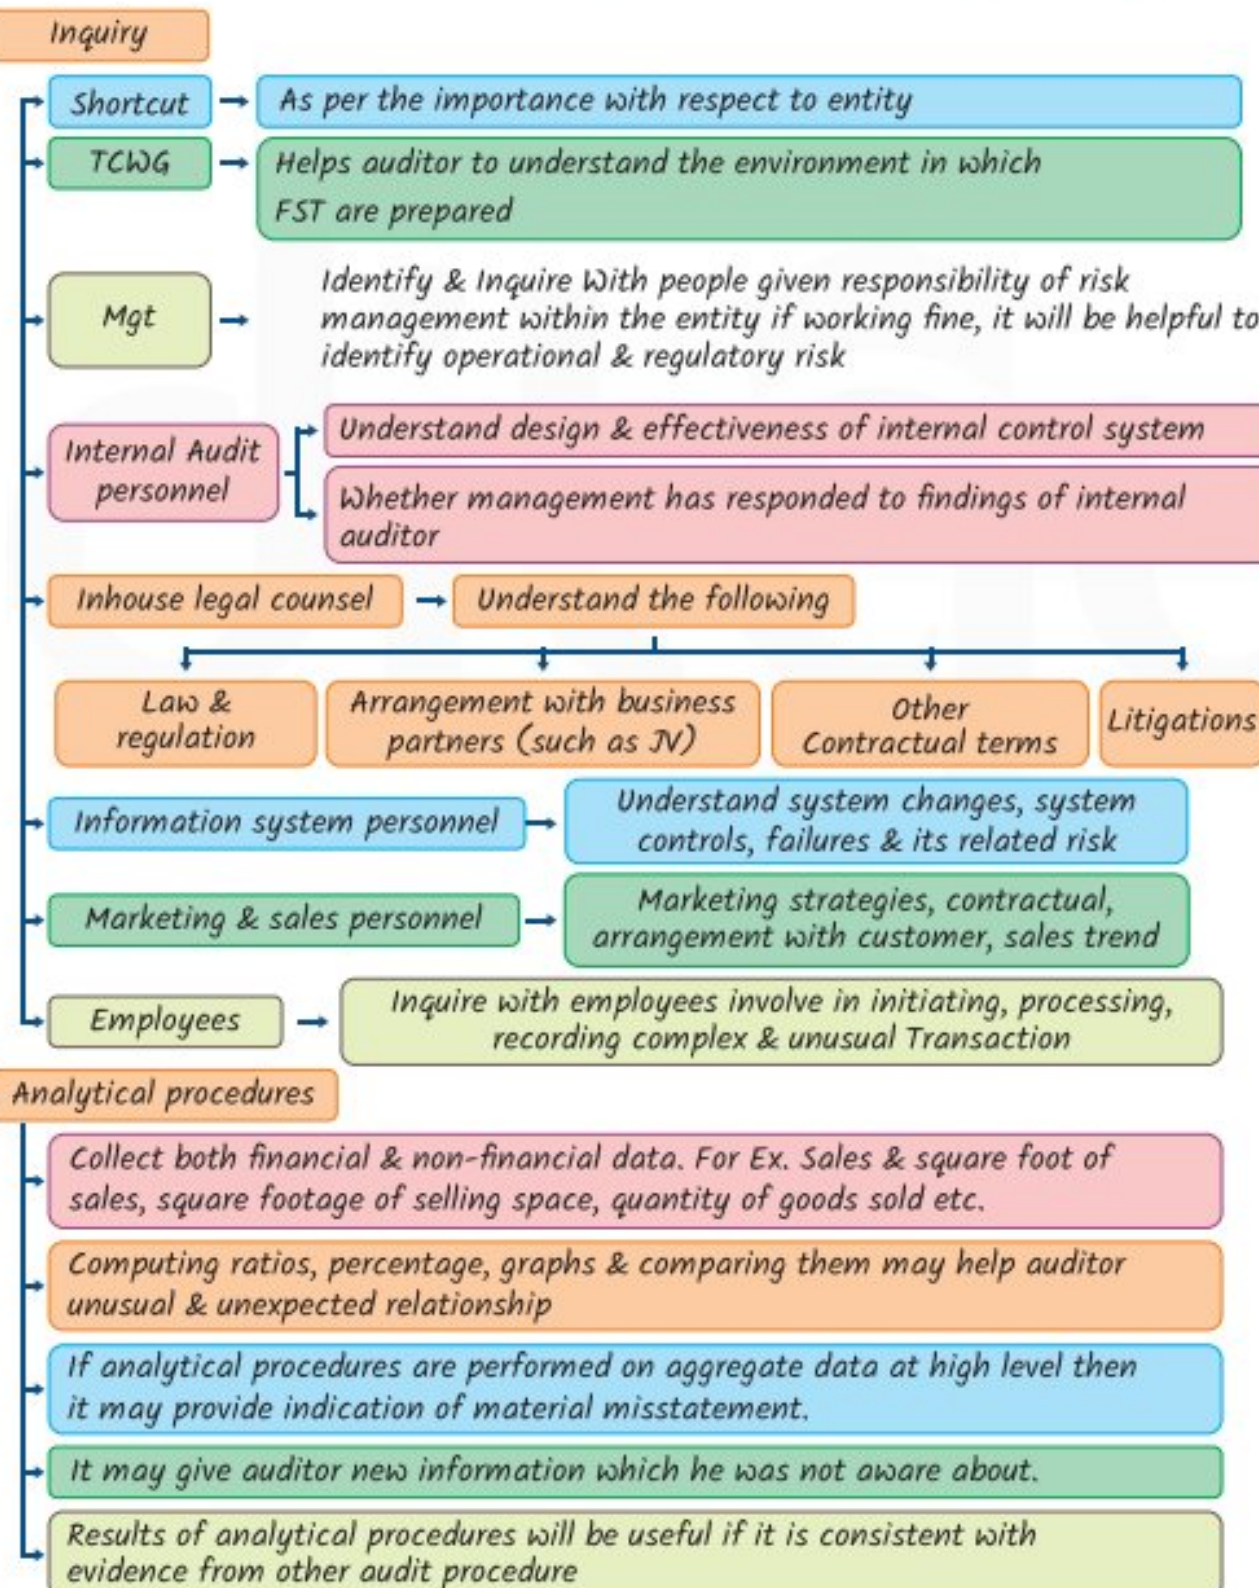 Inquiry
Shortcut
As per the importance with respect to entity
TCWG
Helps auditor to understand the environment in which
FST are prepared
Mgt
Identify & Inquire With people given responsibility of risk
management within the entity if working fine, it will be helpful to
identify operational & regulatory risk
Internal Audit
personnel
Understand design & effectiveness of internal control system
Whether management has responded to findings of internal
auditor
Inhouse legal counsel
Understand the following
Law &
regulation
Arrangement with business
partners (such as JV)
Other
Contractual terms
Litigations
Information system personnel
Understand system changes, system
controls, failures & its related risk
Marketing & sales personnel
Marketing strategies, contractual,
arrangement with customer, sales trend
Employees
Inquire with employees involve in initiating, processing,
recording complex & unusual Transaction
Analytical procedures
Collect both financial & non-financial data. For Ex. Sales & square foot of
sales, square footage of selling space, quantity of goods sold etc.
Computing ratios, percentage, graphs & comparing them may help auditor
unusual & unexpected relationship
If analytical procedures are performed on aggregate data at high level then
it may provide indication of material misstatement.
It may give auditor new information which he was not aware about.
Results of analytical procedures will be useful if it is consistent with
evidence from other audit procedure